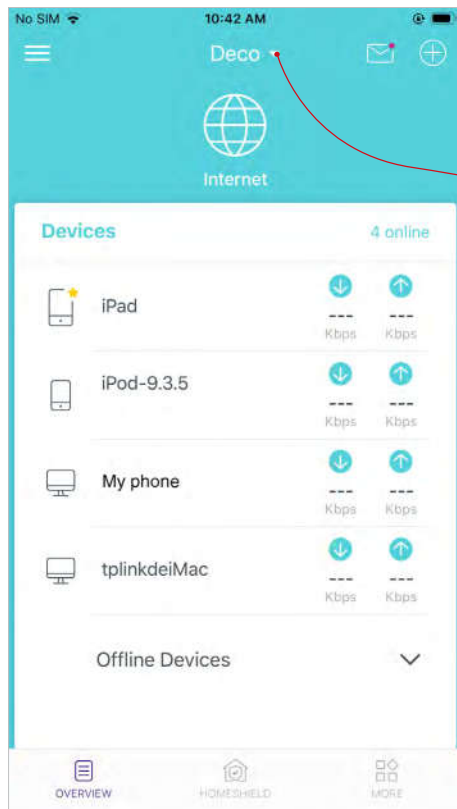 No SIM 10:42 AM
Deco
Internet
Devices 4 online
iPad
--- ---
Kbps Kbps
iPod-9.3.5
--- ---
Kbps Kbps
My phone
--- ---
Kbps Kbps
tplinkdeiMac
--- ---
Kbps Kbps
Offline Devices
OVERVIEW HOMESHIELD MORE